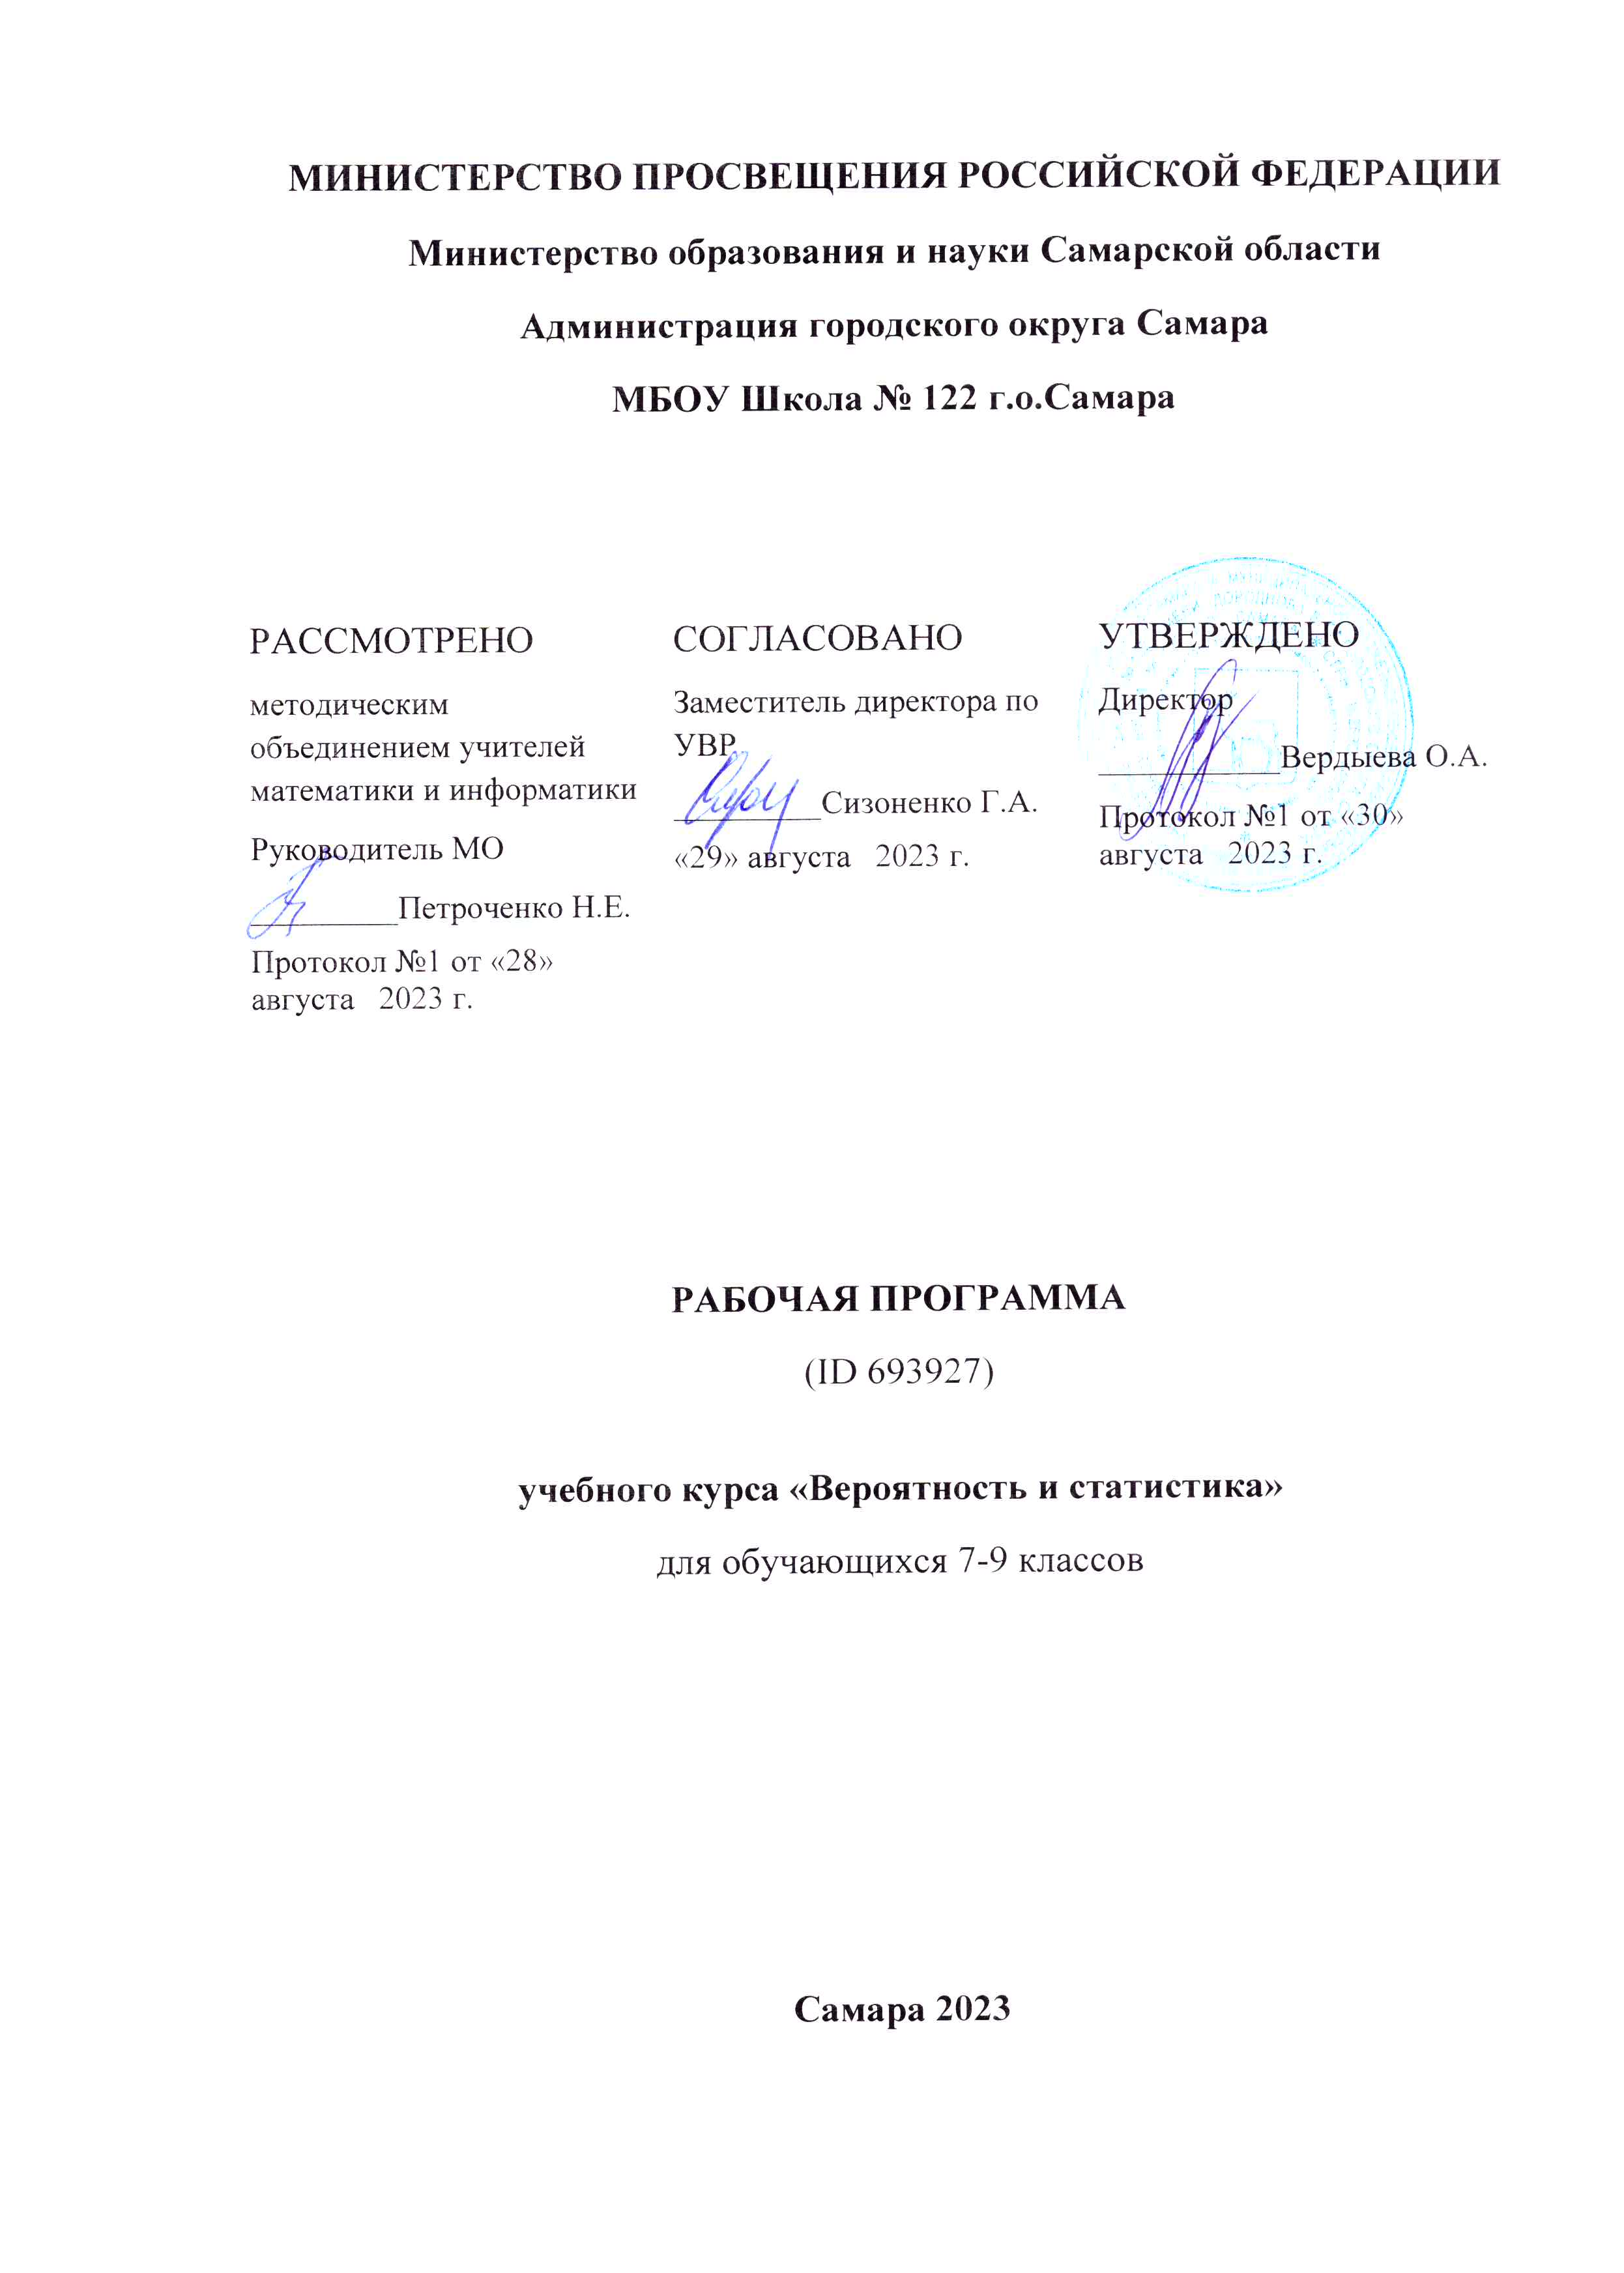 МИНИСТЕРСТВО ПРОСВЕЩЕНИЯ РОССИЙСКОЙ ФЕДЕРАЦИИ
Министерство образования и науки Самарской области
Администрация городского округа Самара
МБОУ Школа № 122 г.о.Самара
РАССМОТРЕНО
методическим
объединением учителей
математики и информатики
Руководитель МО
Петроченко Н.Е.
Протокол №1 от «28»
августа 2023 г.
СОГЛАСОВАНО
Заместитель директора по
УВР
Сизоненко Г.А.
«29» августа 2023 г.
УТВЕРЖДЕНО
Директор
Вердыева О.А.
Протокол №1 от «30»
августа 2023 г.
РАБОЧАЯ ПРОГРАММА
(ID 693927)
учебного курса «Вероятность и статистика»
для обучающихся 7-9 классов
Самара 2023